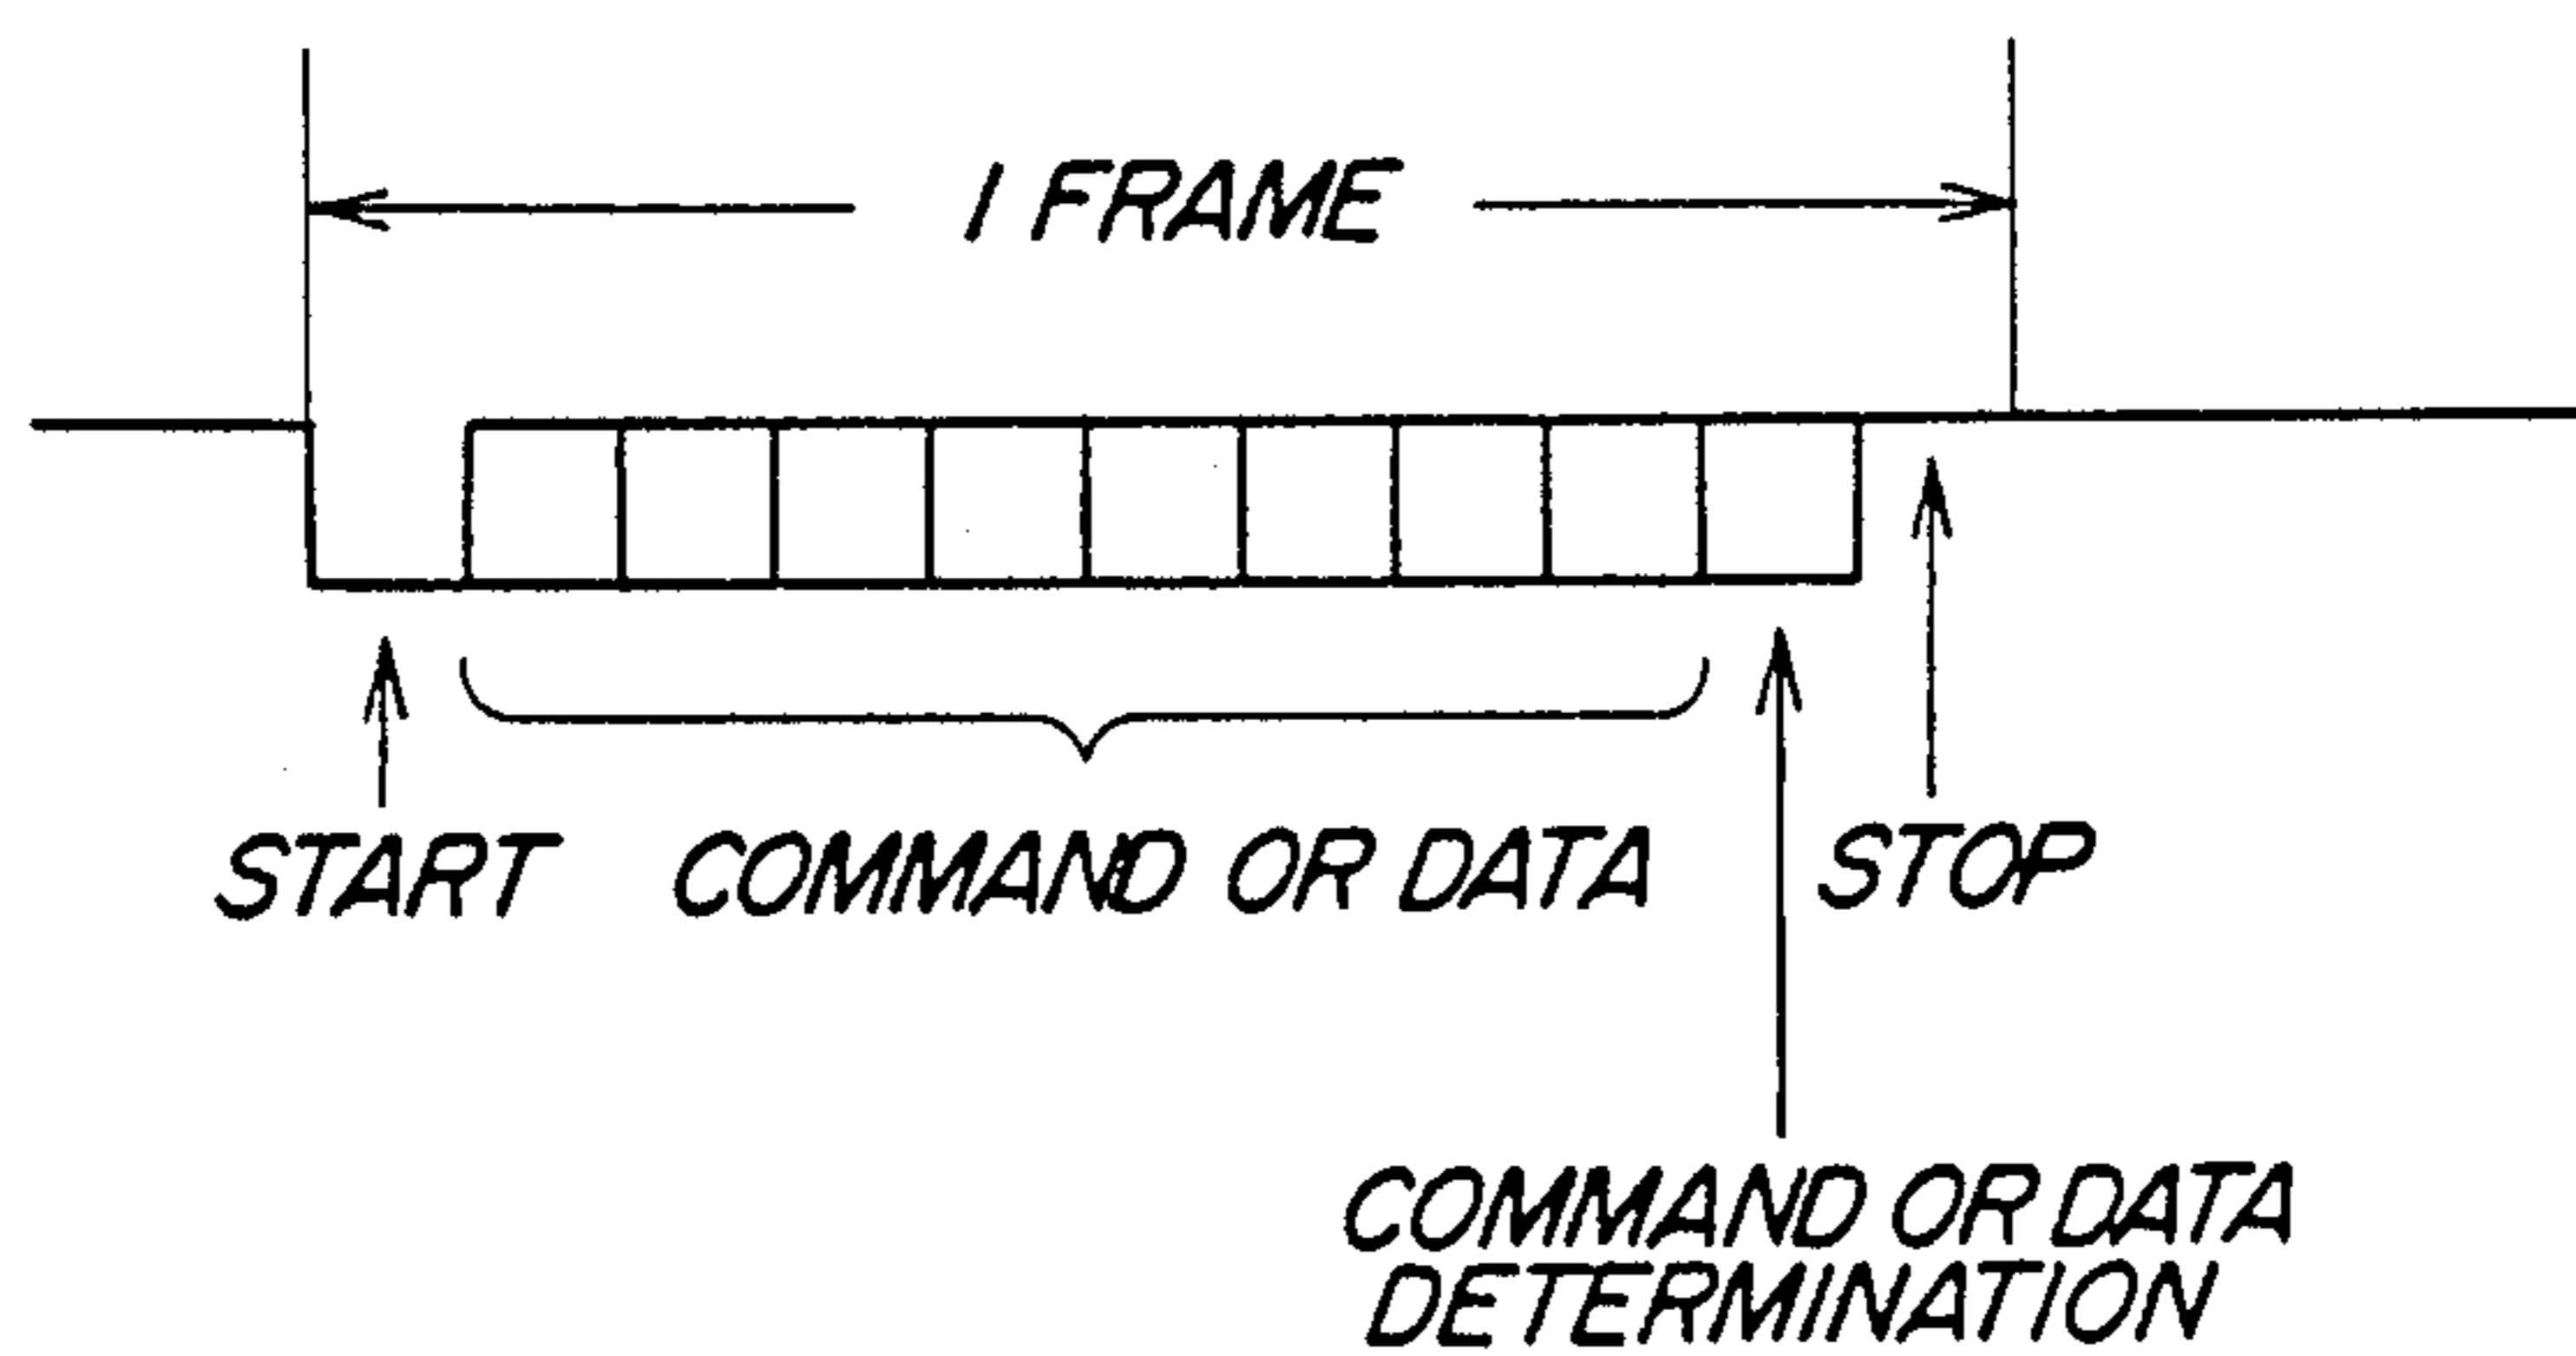 1 FRAME
START COMMAND OR DATA STOP
COMMAND OR DATA
DETERMINATION